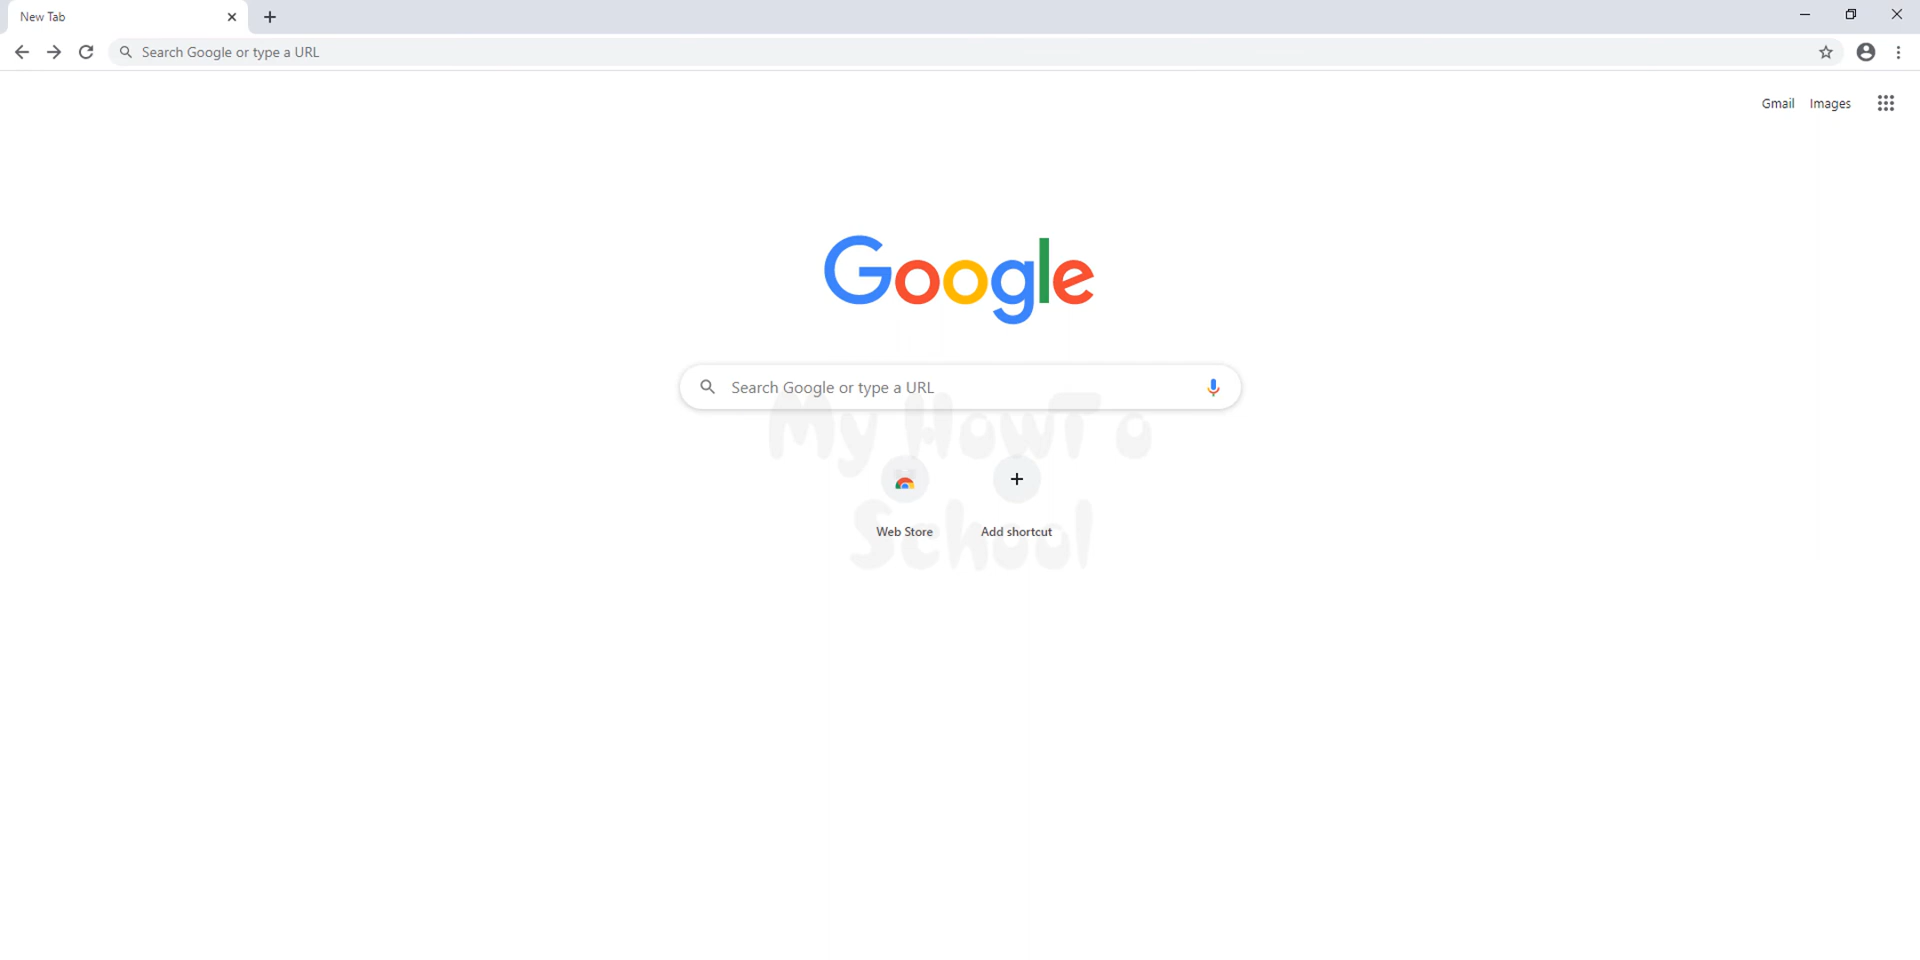 New Tab
Search Google or type a URL
Gmail Images
Google
Search Google or type a URL
My HowTo
School
Web Store Add shortcut